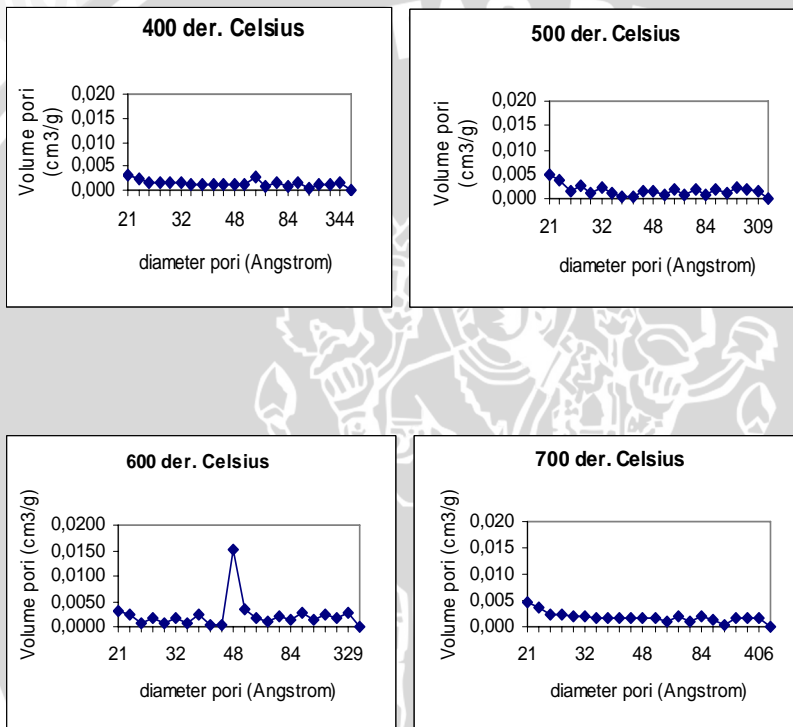 400 der. Celsius
Volume pori
(cm3/g)
0,020
0,015
0,010
0,005
0,000
21 32 48 84 344
diameter pori (Angstrom)
500 der. Celsius
Volume pori
(cm3/g)
0,020
0,015
0,010
0,005
0,000
21 32 48 84 309
diameter pori (Angstrom)
600 der. Celsius
Volume pori (cm3/g)
0,0200
0,0150
0,0100
0,0050
0,0000
21 32 48 84 329
diameter pori (Angstrom)
700 der. Celsius
Volume pori (cm3/g)
0,020
0,015
0,010
0,005
0,000
21 32 48 84 406
diameter pori (Angstrom)